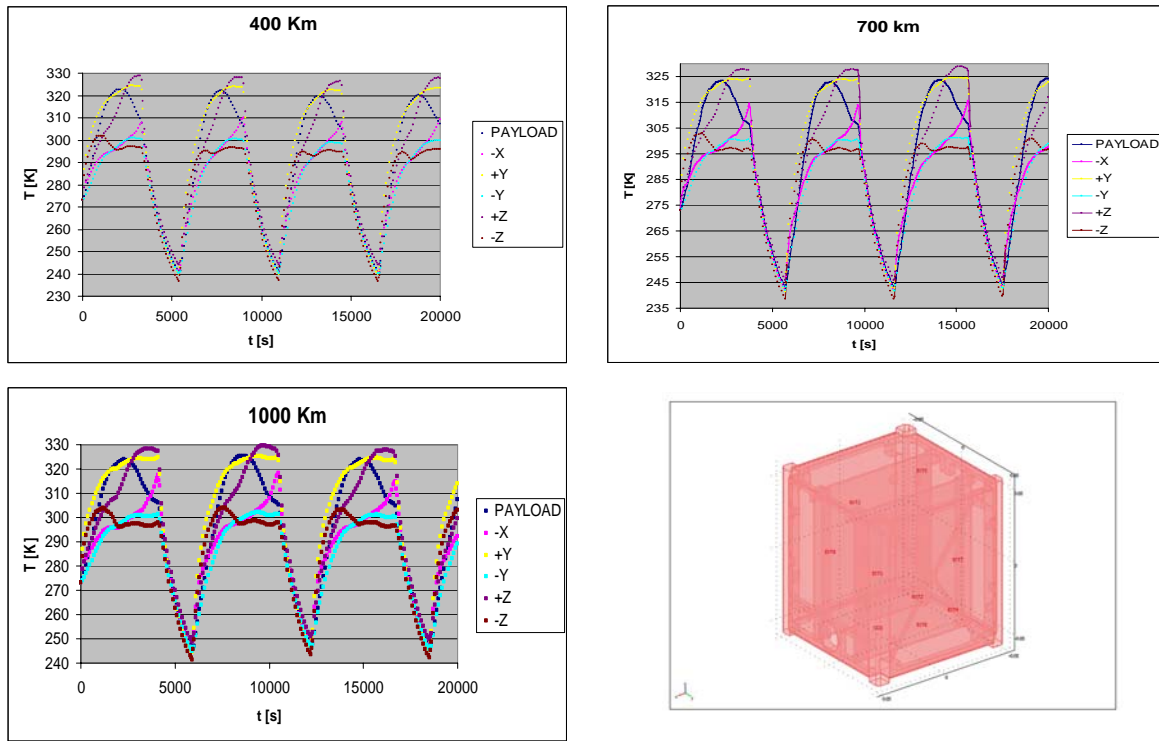 400 Km
330
320
310
300
290
280
270
260
250
240
230
T [K]
0 5000 10000 15000 20000
t [s]
PAYLOAD
-X
+Y
-Y
+Z
-Z
700 km
325
315
305
295
285
275
265
255
245
235
T [K]
0 5000 10000 15000 20000
t [s]
PAYLOAD
-X
+Y
-Y
+Z
-Z
1000 Km
330
320
310
300
290
280
270
260
250
240
T [K]
0 5000 10000 15000 20000
t [s]
PAYLOAD
-X
+Y
-Y
+Z
-Z